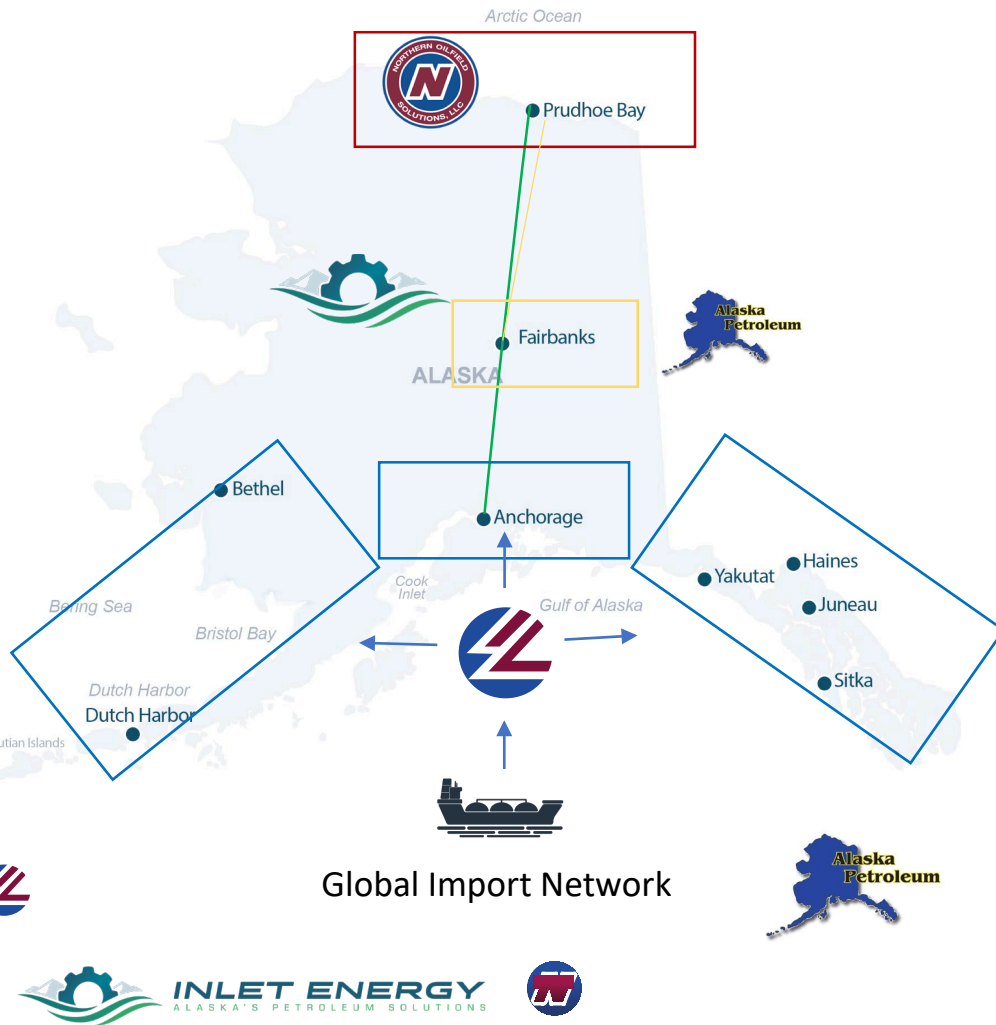 Arctic Ocean
NORTHERN OILFIELD
N
SOLUTIONS, LLC
Prudhoe Bay
Alaska
Petroleum
Fairbanks
ALASKA
Bethel
Anchorage
Haines
Yakutat
Cook
Inlet
Juneau
Gulf of Alaska
Bering Sea
Bristol Bay
Sitka
Dutch Harbor
Dutch Harbor
utian Islands
Global Import Network
Alaska
Petroleum
INLET ENERGY
ALASKA'S PETROLEUM SOLUTIONS
N